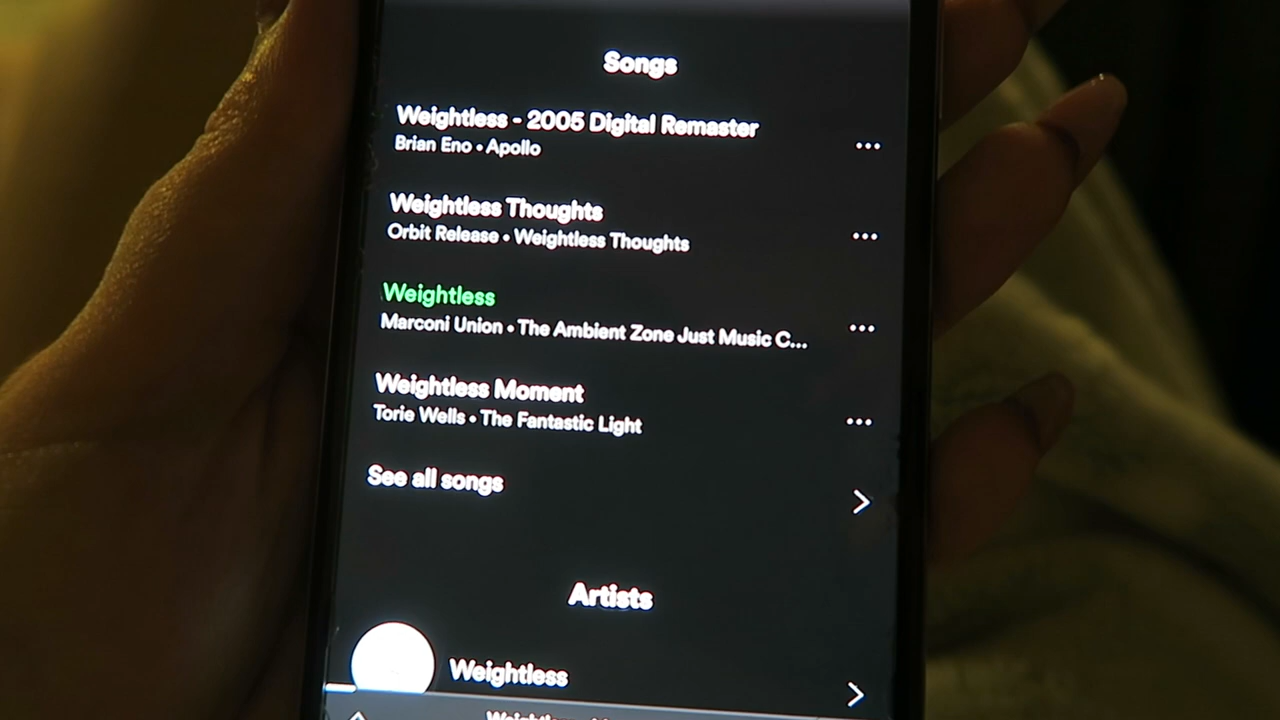 Songs
Weightless - 2005 Digital Remaster
Brian Eno • Apollo
Weightless Thoughts
Orbit Release • Weightless Thoughts
Weightless
Marconi Union • The Ambient Zone Just Music C...
Weightless Moment
Torie Wells • The Fantastic Light
See all songs
Artists
Weightless
Weightless